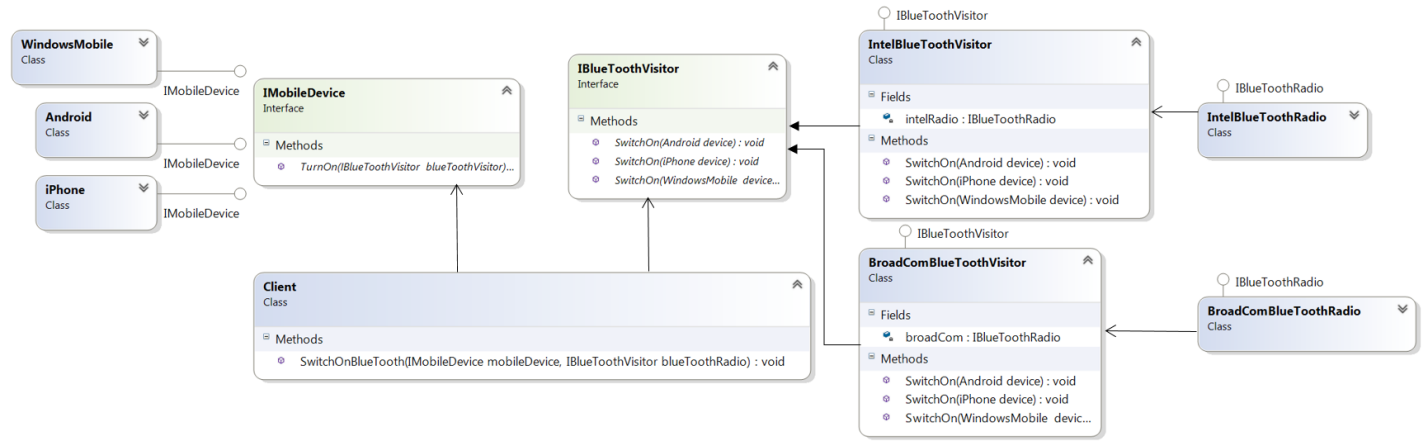 WindowsMobile
Class
IMobileDevice
Android
Class
IMobileDevice
iPhone
Class
IMobileDevice
IMobileDevice
Interface
Methods
TurnOn(IBlueToothVisitor blueToothVisitor)...
IBlueToothVisitor
Interface
Methods
SwitchOn(Android device) : void
SwitchOn(iPhone device) : void
SwitchOn(WindowsMobile device...
Client
Class
Methods
SwitchOnBlueTooth(IMobileDevice mobileDevice, IBlueToothVisitor blueToothRadio) : void
IBlueToothVisitor
IntelBlueToothVisitor
Class
Fields
intelRadio : IBlueToothRadio
Methods
SwitchOn(Android device) : void
SwitchOn(iPhone device) : void
SwitchOn(WindowsMobile device) : void
IBlueToothRadio
IntelBlueToothRadio
Class
IBlueToothVisitor
BroadComBlueToothVisitor
Class
Fields
broadCom : IBlueToothRadio
Methods
SwitchOn(Android device) : void
SwitchOn(iPhone device) : void
SwitchOn(WindowsMobile devic...
IBlueToothRadio
BroadComBlueToothRadio
Class